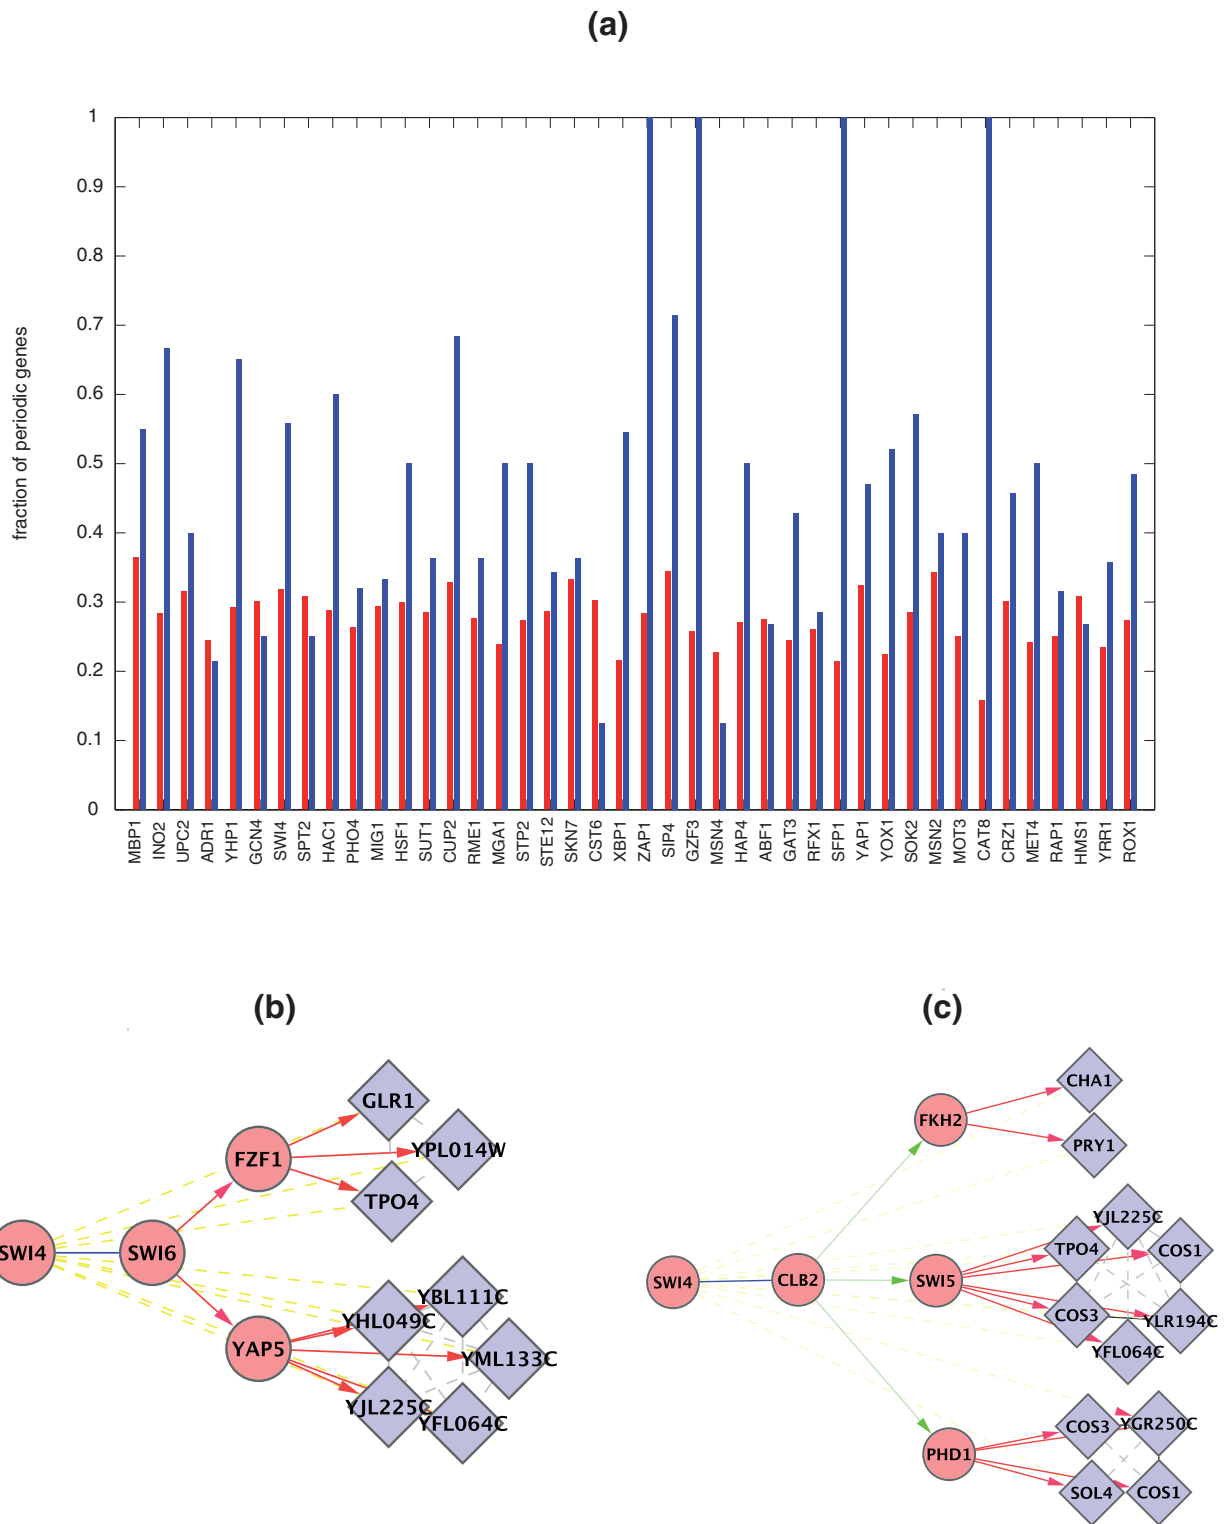 (a)
fraction of periodic genes
1
0.9
0.8
0.7
0.6
0.5
0.4
0.3
0.2
0.1
0
MBP1
INO2
UPC2
ADR1
YHP1
GCN4
SWI4
SPT2
HAC1
PHO4
MIG1
HSF1
SUT1
CUP2
RME1
MGA1
STP2
STE12
SKN7
CST6
XBP1
ZAP1
SIP4
GZF3
MSN4
HAP4
ABF1
GAT3
RFX1
SFP1
YAP1
YOX1
SOK2
MSN2
MOT3
CAT8
CRZ1
MET4
RAP1
HMS1
YRR1
ROX1
(b)
GLR1
YPL014W
FZF1
TPO4
SWI4
SWI6
YBL111C
YHL049C
YAP5
YML133C
YJL225C
YFL064C
(c)
CHA1
FKH2
PRY1
YJL225C
TPO4
COS1
SWI4
CLB2
SWI5
COS3
YLR194C
YFL064C
COS3
YGR250C
PHD1
SOL4
COS1